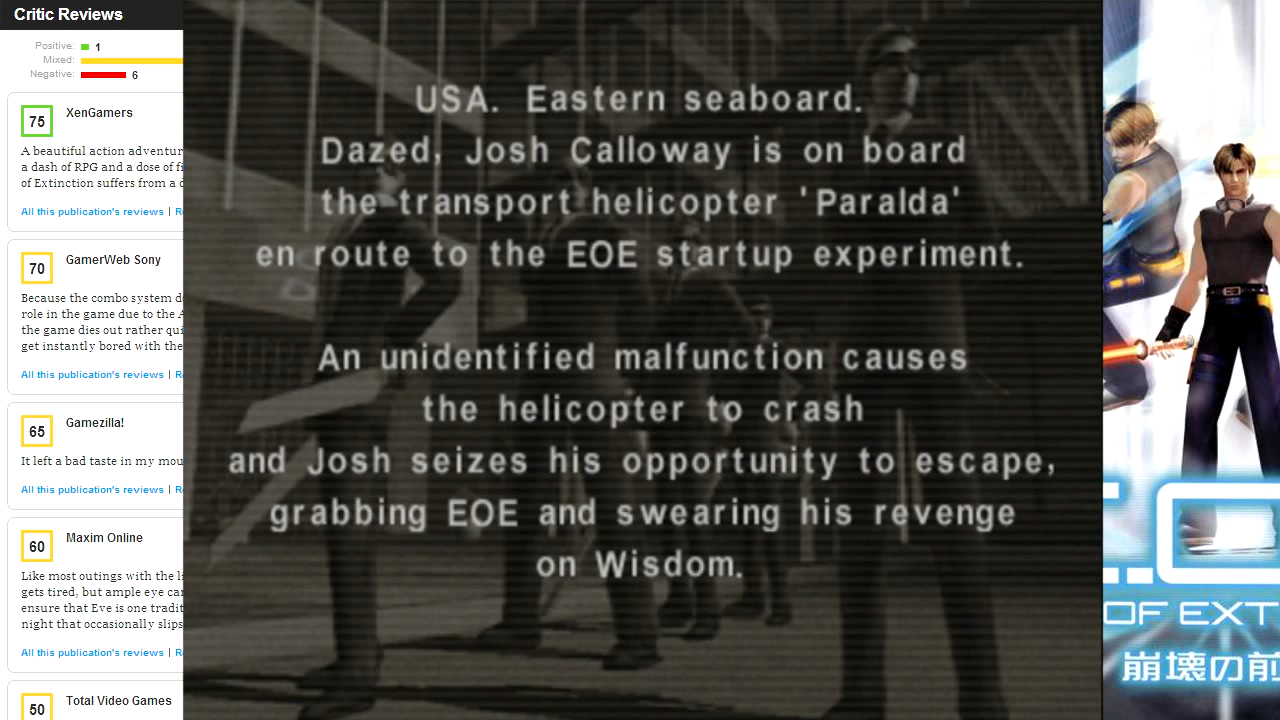 Critic Reviews
Positive: 1
Mixed:
Negative: 6
75
XenGamers
A beautiful action
a dash of RPG and a dose of
of Extinction suffers from a
All this publication's reviews |
70
GamerWeb Sony
Because the combo system
role in the game due to the
the game dies out rather
get instantly bored with the
All this publication's reviews |
65
Gamezilla!
It left a bad taste in my
All this publication's reviews |
60
Maxim Online
Like most outings with the
gets tired, but ample eye
ensure that Eve is one
night that occasionally slips
All this publication's reviews |
50
Total Video Games
USA. Eastern seaboard.
Dazed, Josh Calloway is on board
the transport helicopter 'Paralda'
en route to the EOE startup experiment.
An unidentified malfunction causes
the helicopter to crash
and Josh seizes his opportunity to escape,
grabbing EOE and swearing his revenge
on Wisdom.
OF EXT
崩壊の前